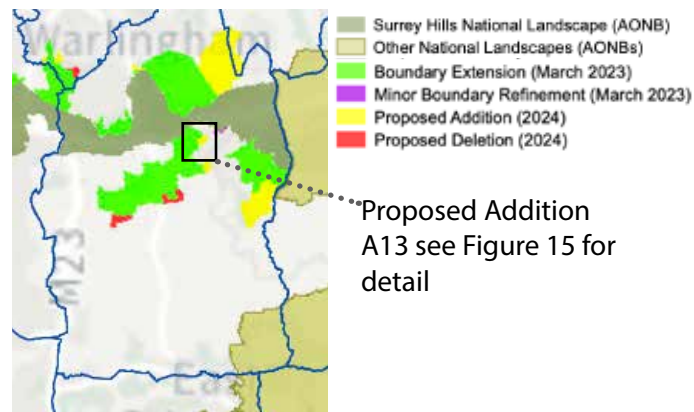 Warlingham
M23
Eas
Surrey Hills National Landscape (AONB)
Other National Landscapes (AONBs)
Boundary Extension (March 2023)
Minor Boundary Refinement (March 2023)
Proposed Addition (2024)
Proposed Deletion (2024)
Proposed Addition
A13 see Figure 15 for
detail